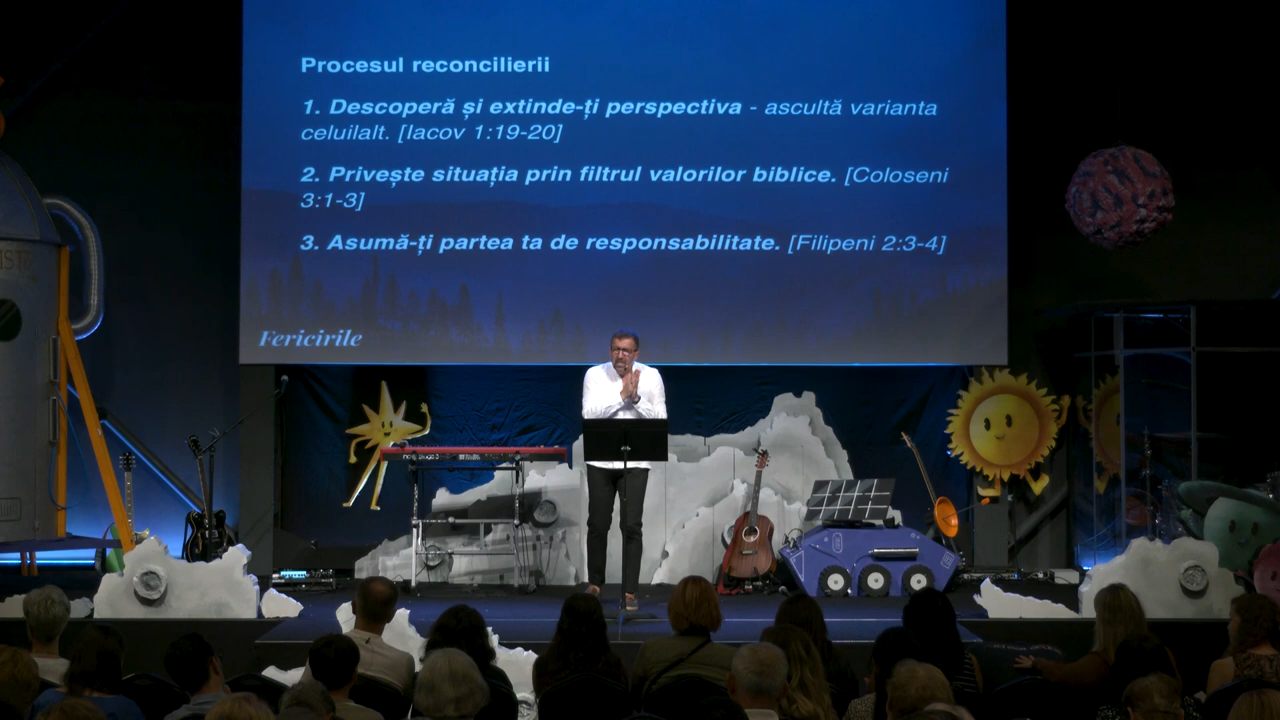 Procesul reconcilierii
1. Descoperă și extinde-ți perspectiva - ascultă varianta
celuilalt. [Iacov 1:19-20]
2. Privește situația prin filtrul valorilor biblice. [Coloseni
3:1-3]
3. Asumă-ți partea ta de responsabilitate. [Filipeni 2:3-4]
Fericirile